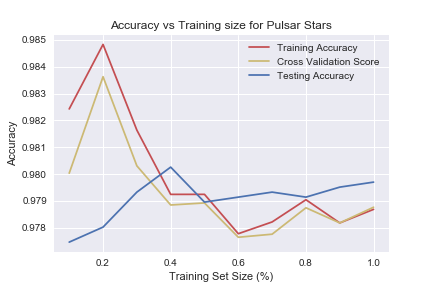 Accuracy vs Training size for Pulsar Stars
0.985
0.984
0.983
0.982
0.981
0.980
0.979
0.978
Accuracy
Training Accuracy
Cross Validation Score
Testing Accuracy
0.2
0.4
0.6
0.8
1.0
Training Set Size (%)